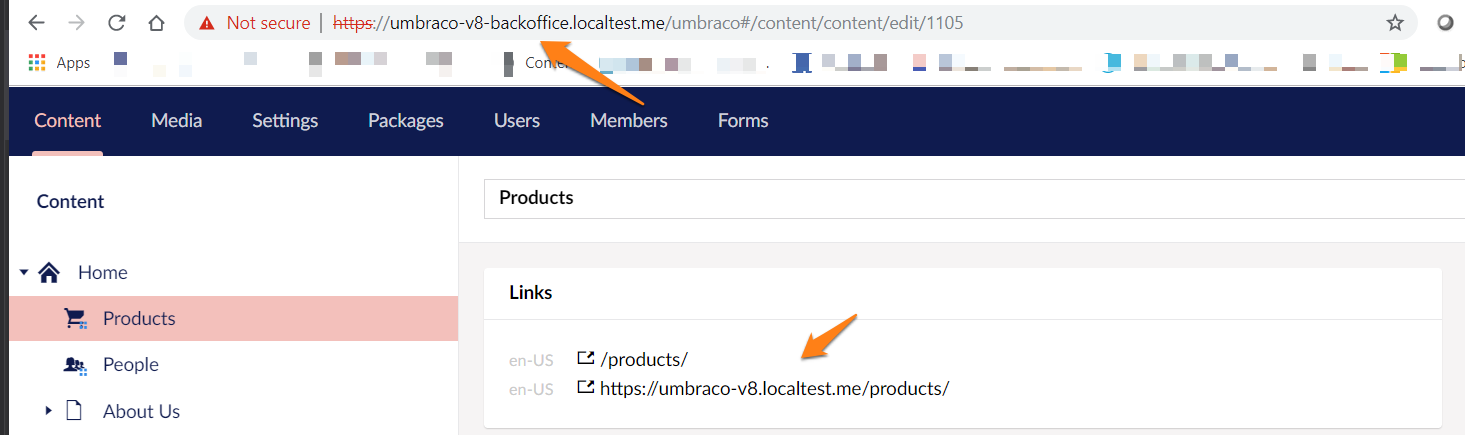 Not secure | https://umbraco-v8-backoffice.localtest.me/umbraco#/content/content/edit/1105
Apps
Content Media Settings Packages Users Members Forms
Content
Products
Home
Links
Products
en-US /products/
People
en-US https://umbraco-v8.localtest.me/products/
About Us